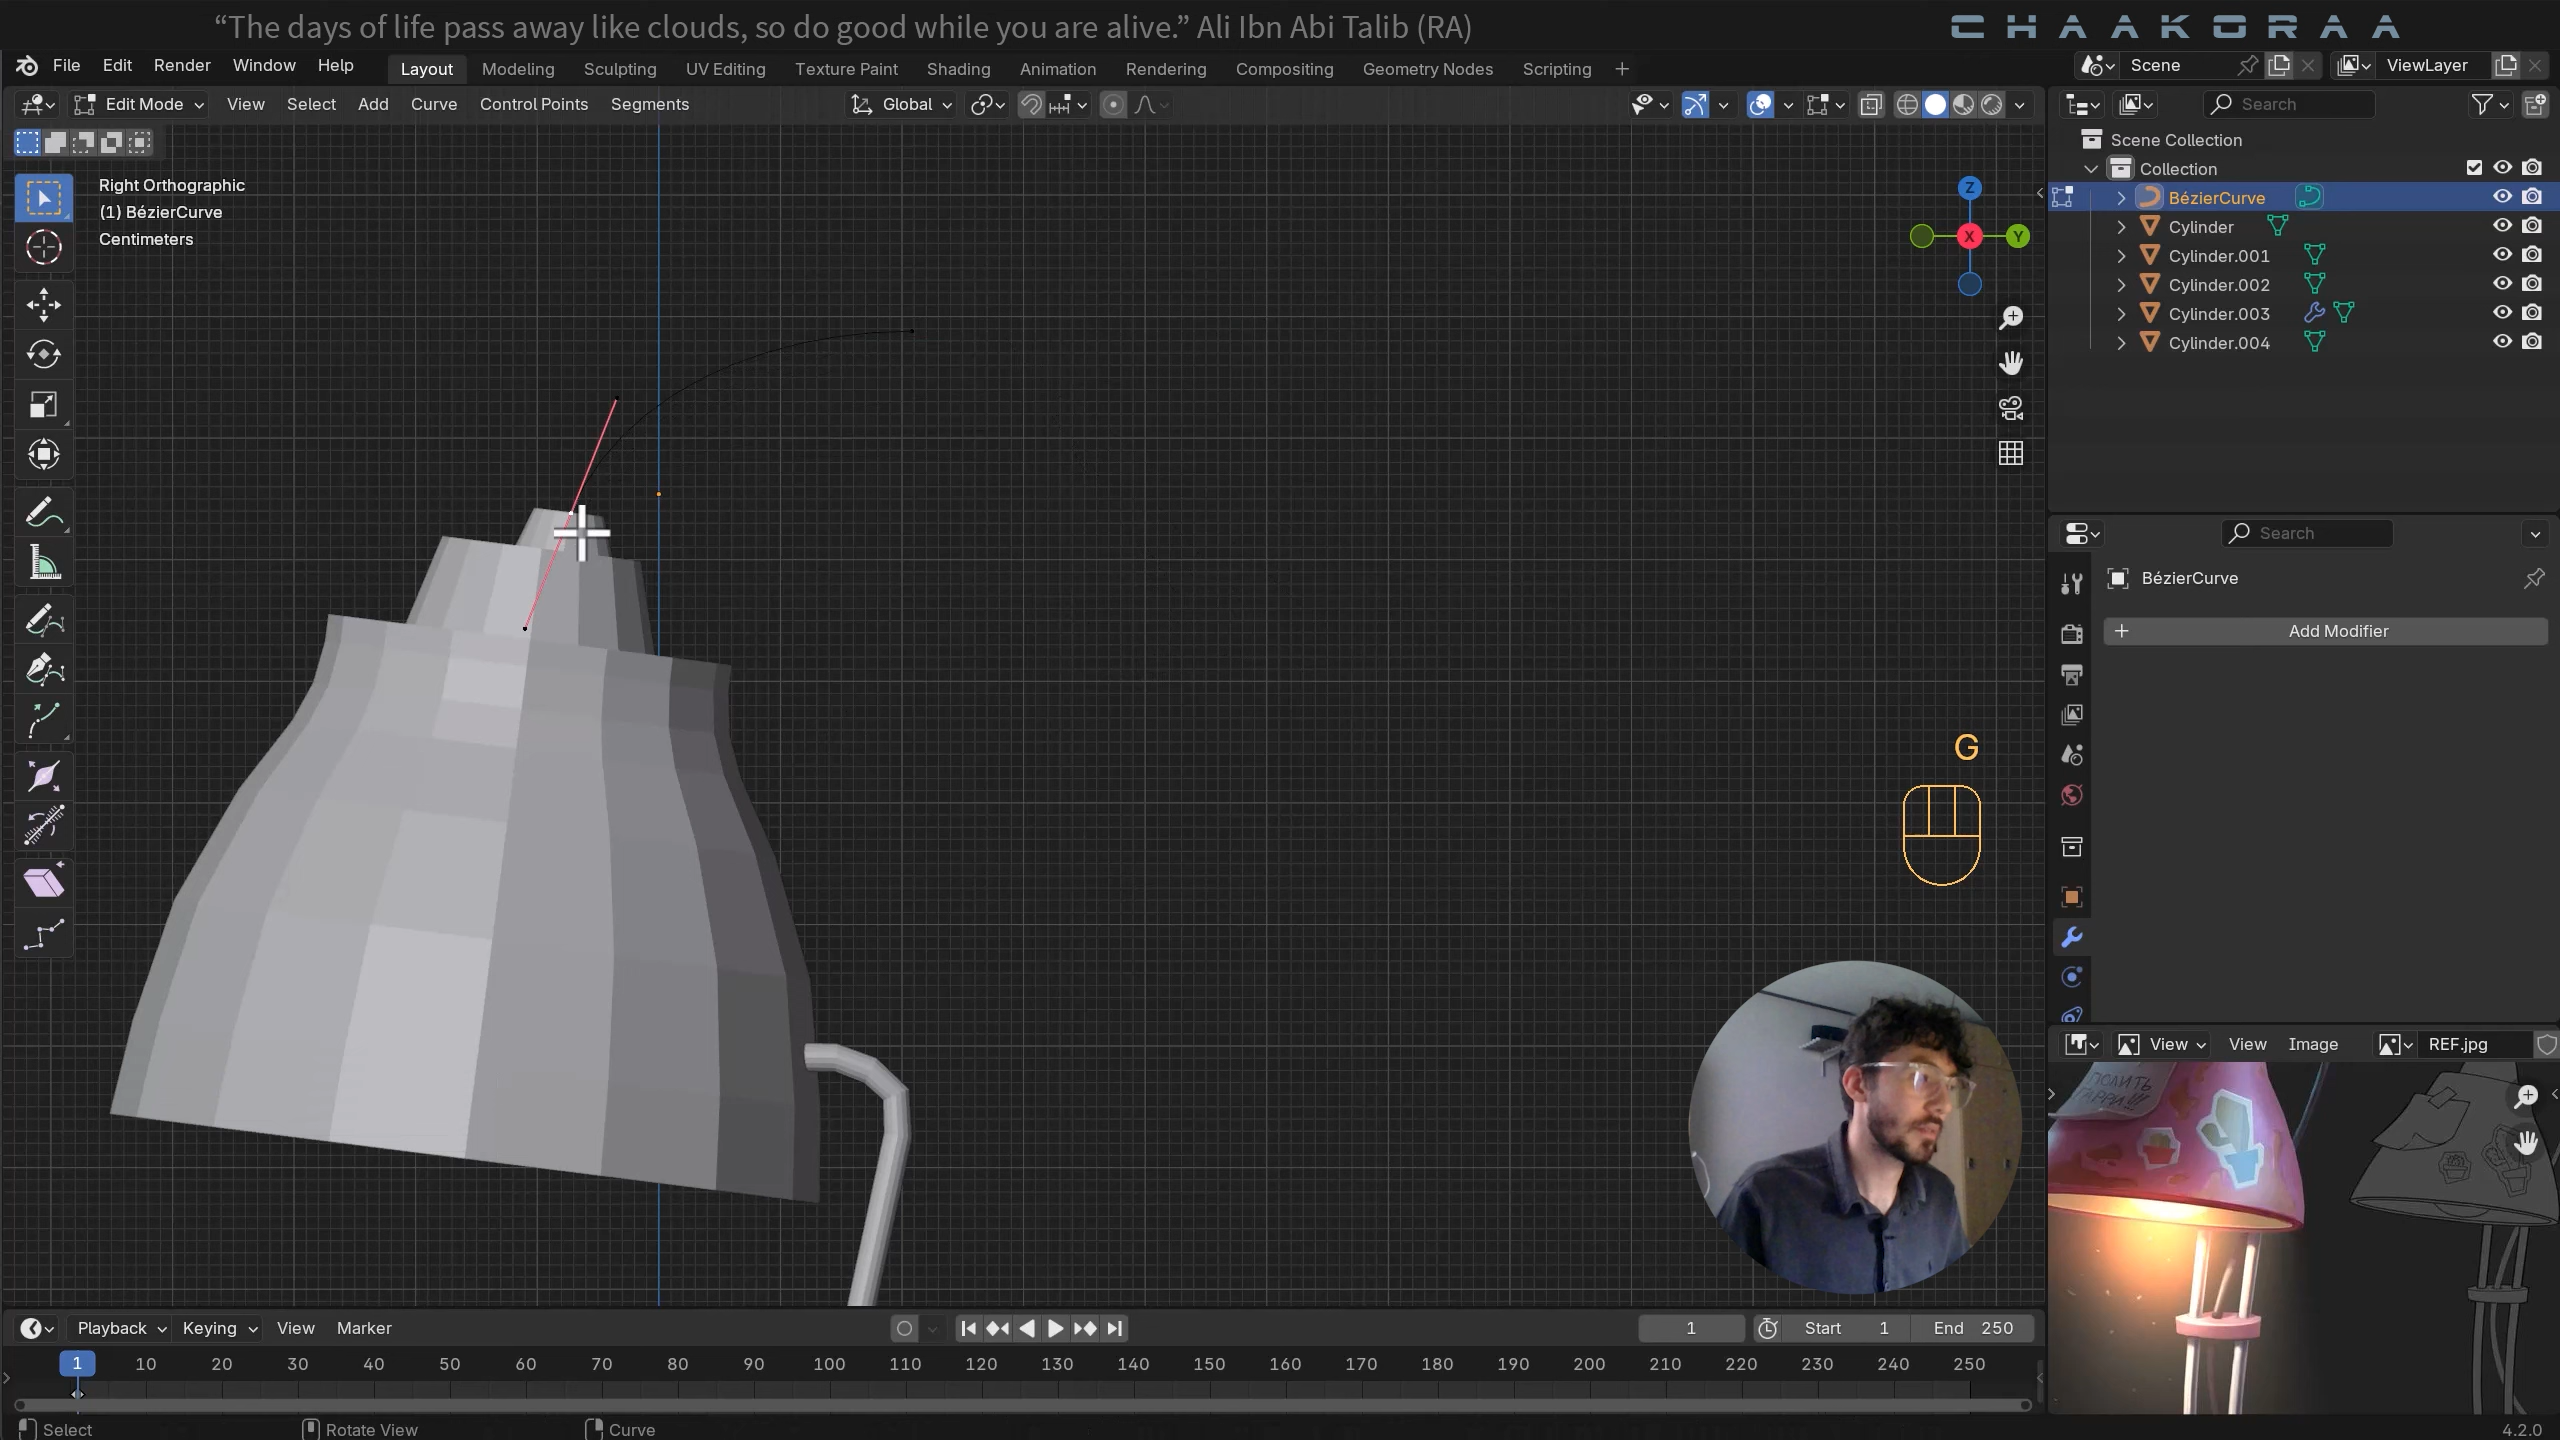 “The days of life pass away like clouds, so do good while you are alive.” Ali Ibn Abi Talib (RA)
CHAAKORAA
File Edit Render Window Help Layout Modeling Sculpting UV Editing Texture Paint Shading Animation Rendering Compositing Geometry Nodes Scripting + Scene ViewLayer
Edit Mode View Select Add Curve Control Points Segments Global Search
Right Orthographic
(1) BézierCurve
Centimeters
Z
X Y
Scene Collection
Collection
BézierCurve
Cylinder
Cylinder.001
Cylinder.002
Cylinder.003
Cylinder.004
Search
BézierCurve
+ Add Modifier
G
View View Image REF.jpg
ПОЛИТЬ
ГАРРИ!!!
Playback Keying View Marker 1 Start 1 End 250
1 10 20 30 40 50 60 70 80 90 100 110 120 130 140 150 160 170 180 190 200 210 220 230 240 250
Select Rotate View Curve 4.2.0